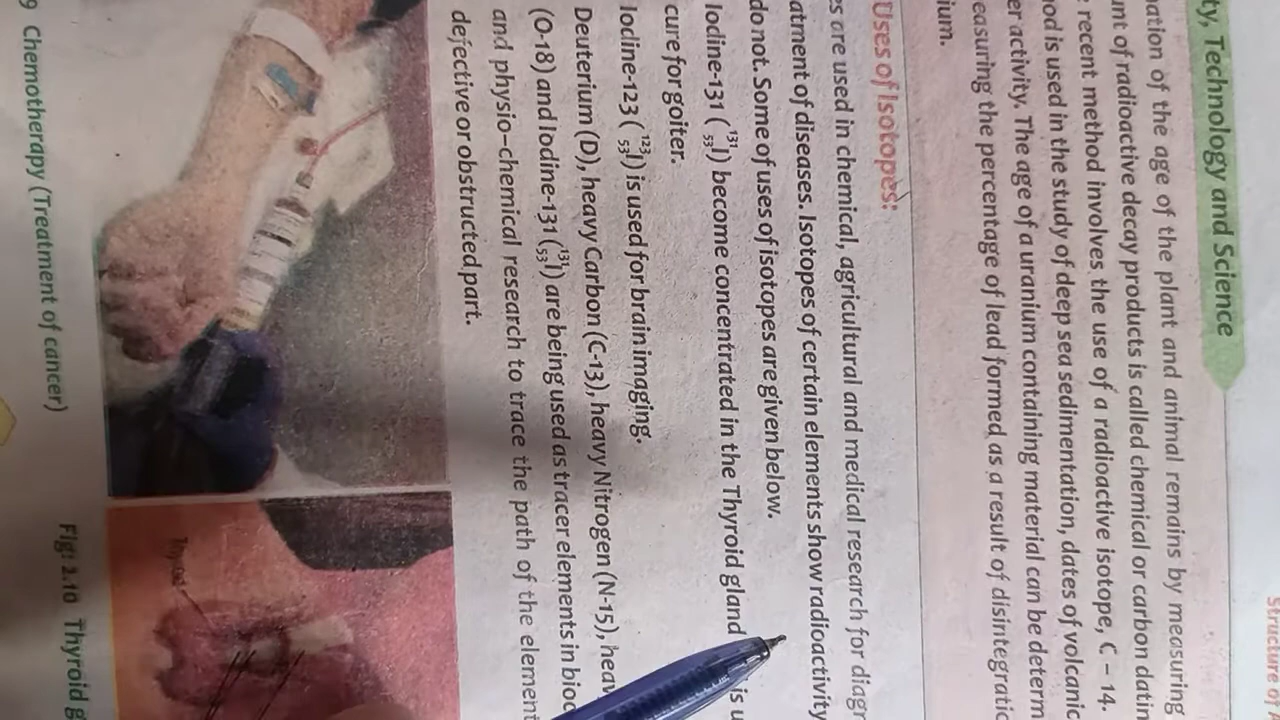 Structure of
ty, Technology and Science
nation of the age of the plant and animal remains by measuring
unt of radioactive decay products is called chemical or carbon datin
recent method involves the use of a radioactive isotope, C – 14.
hod is used in the study of deep sea sedimentation, dates of volcanic
er activity. The age of a uranium containing material can be determ
easuring the percentage of lead formed as a result of disintegratio
ium.
Uses of Isotopes:
es are used in chemical, agricultural and medical research for diagn
atment of diseases. Isotopes of certain elements show radioactivity
do not. Some of uses of isotopes are given below.
Iodine-131 (¹³¹₅₃I) become concentrated in the Thyroid gland is u
cure for goiter.
Iodine-123 (¹²³₅₃I) is used for brain imaging.
Deuterium (D), heavy Carbon (C-13), heavy Nitrogen (N-15), heav
(O-18) and Iodine-131 (¹³¹₅₃I) are being used as tracer elements in bioc
and physio–chemical research to trace the path of the element
defective or obstructed part.
Thyroid
9 Chemotherapy (Treatment of cancer)
Fig: 2.10 Thyroid g